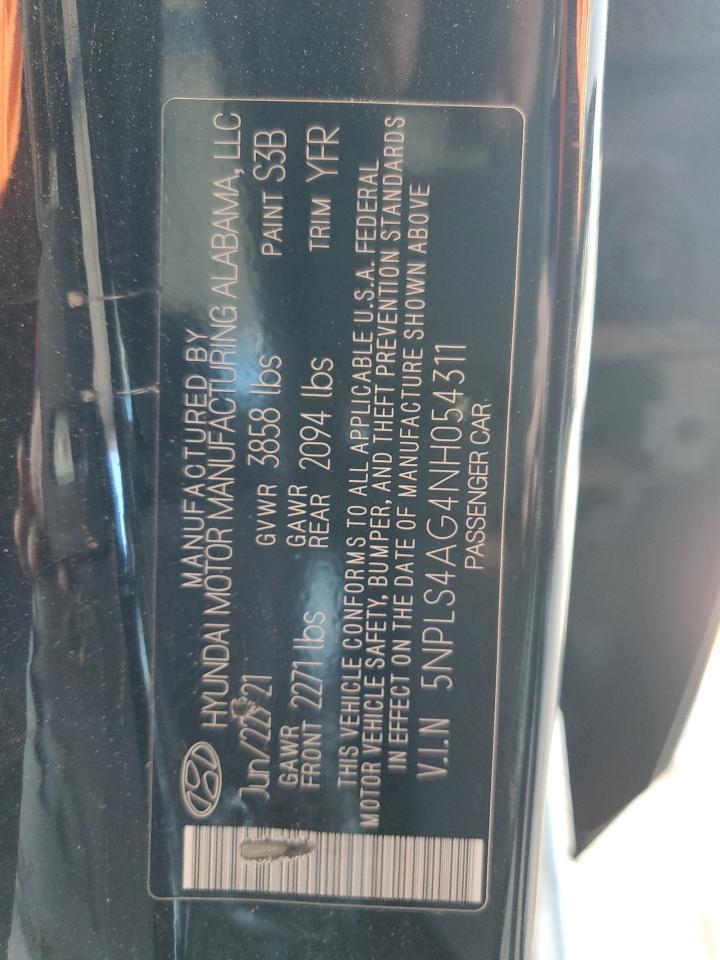 MANUFACTURED BY
HYUNDAI MOTOR MANUFACTURING ALABAMA, LLC
Jun/22/21 GVWR 3858 lbs PAINT S3B
GAWR FRONT 2271 lbs GAWR REAR 2094 lbs TRIM YFR
THIS VEHICLE CONFORMS TO ALL APPLICABLE U.S.A. FEDERAL
MOTOR VEHICLE SAFETY, BUMPER, AND THEFT PREVENTION STANDARDS
IN EFFECT ON THE DATE OF MANUFACTURE SHOWN ABOVE
V.I.N 5NPLS4AG4NH054311
PASSENGER CAR